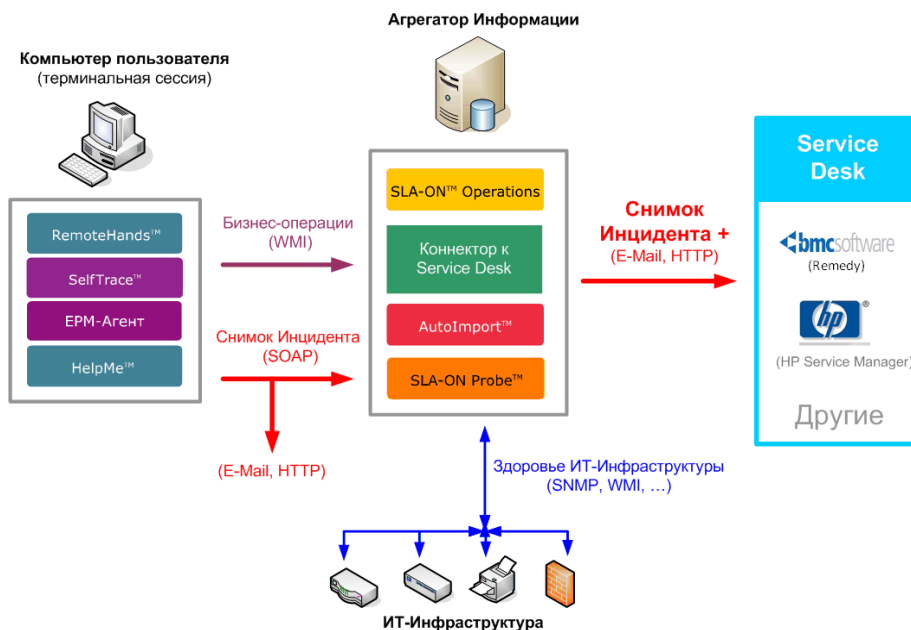 Агрегатор Информации
Компьютер пользователя
(терминальная сессия)
RemoteHands™
SelfTrace™
EPM-Агент
HelpMe™
Бизнес-операции
(WMI)
Снимок Инцидента
(SOAP)
(E-Mail, HTTP)
SLA-ON™ Operations
Коннектор к
Service Desk
AutoImport™
SLA-ON Probe™
Снимок
Инцидента +
(E-Mail, HTTP)
Service
Desk
bmcsoftware
(Remedy)
hp®
(HP Service Manager)
Другие
Здоровье ИТ-Инфраструктуры
(SNMP, WMI, …)
ИТ-Инфраструктура